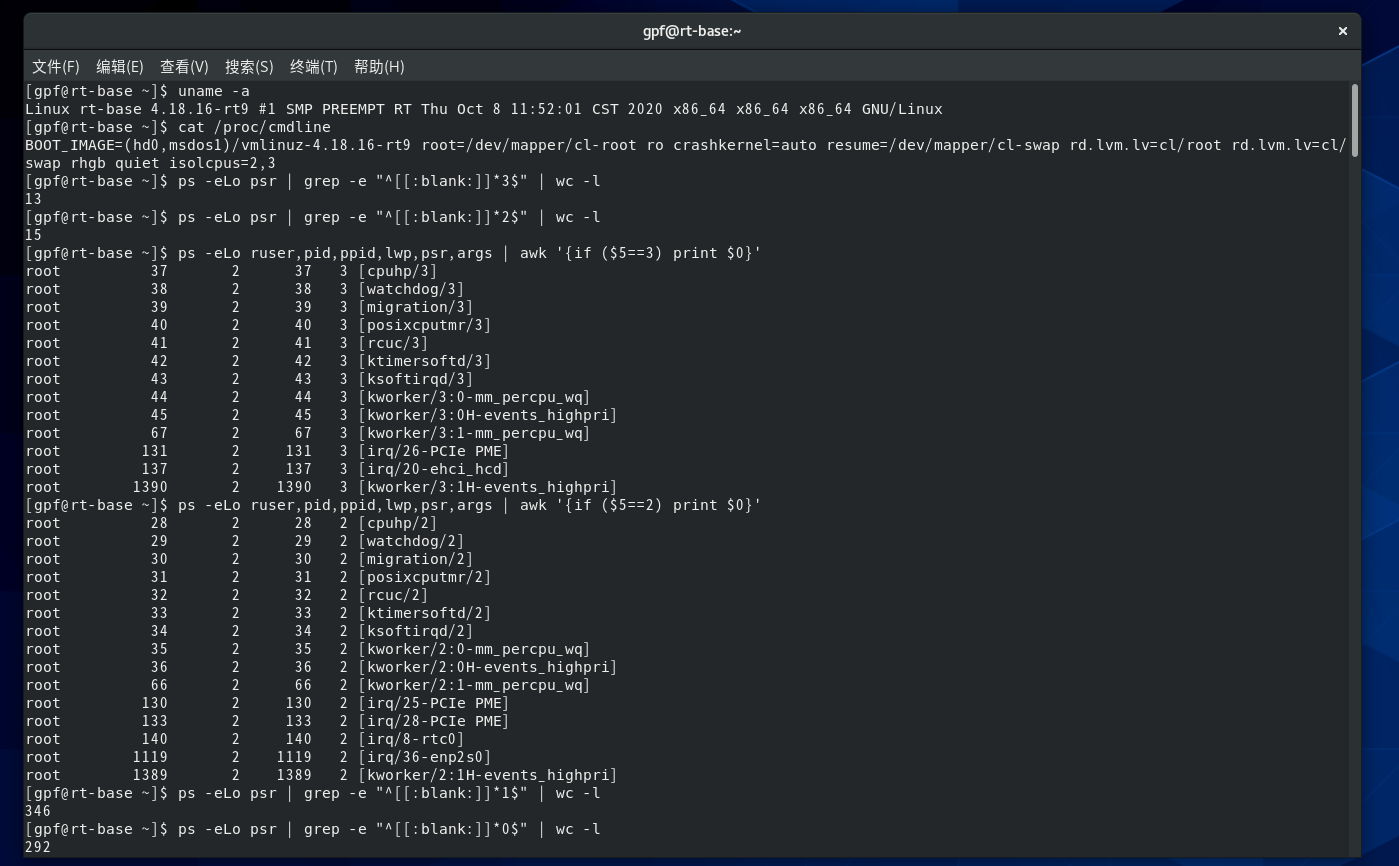 gpf@rt-base:~
文件(F) 编辑(E) 查看(V) 搜索(S) 终端(T) 帮助(H)
[gpf@rt-base ~]$ uname -a
Linux rt-base 4.18.16-rt9 #1 SMP PREEMPT RT Thu Oct 8 11:52:01 CST 2020 x86_64 x86_64 x86_64 GNU/Linux
[gpf@rt-base ~]$ cat /proc/cmdline
BOOT_IMAGE=(hd0,msdos1)/vmlinuz-4.18.16-rt9 root=/dev/mapper/cl-root ro crashkernel=auto resume=/dev/mapper/cl-swap rd.lvm.lv=cl/root rd.lvm.lv=cl/
swap rhgb quiet isolcpus=2,3
[gpf@rt-base ~]$ ps -eLo psr | grep -e "^[[:blank:]]*3$" | wc -l
13
[gpf@rt-base ~]$ ps -eLo psr | grep -e "^[[:blank:]]*2$" | wc -l
15
[gpf@rt-base ~]$ ps -eLo ruser,pid,ppid,lwp,psr,args | awk '{if ($5==3) print $0}'
root 37 2 37 3 [cpuhp/3]
root 38 2 38 3 [watchdog/3]
root 39 2 39 3 [migration/3]
root 40 2 40 3 [posixcputmr/3]
root 41 2 41 3 [rcuc/3]
root 42 2 42 3 [ktimersoftd/3]
root 43 2 43 3 [ksoftirqd/3]
root 44 2 44 3 [kworker/3:0-mm_percpu_wq]
root 45 2 45 3 [kworker/3:0H-events_highpri]
root 67 2 67 3 [kworker/3:1-mm_percpu_wq]
root 131 2 131 3 [irq/26-PCIe PME]
root 137 2 137 3 [irq/20-ehci_hcd]
root 1390 2 1390 3 [kworker/3:1H-events_highpri]
[gpf@rt-base ~]$ ps -eLo ruser,pid,ppid,lwp,psr,args | awk '{if ($5==2) print $0}'
root 28 2 28 2 [cpuhp/2]
root 29 2 29 2 [watchdog/2]
root 30 2 30 2 [migration/2]
root 31 2 31 2 [posixcputmr/2]
root 32 2 32 2 [rcuc/2]
root 33 2 33 2 [ktimersoftd/2]
root 34 2 34 2 [ksoftirqd/2]
root 35 2 35 2 [kworker/2:0-mm_percpu_wq]
root 36 2 36 2 [kworker/2:0H-events_highpri]
root 66 2 66 2 [kworker/2:1-mm_percpu_wq]
root 130 2 130 2 [irq/25-PCIe PME]
root 133 2 133 2 [irq/28-PCIe PME]
root 140 2 140 2 [irq/8-rtc0]
root 1119 2 1119 2 [irq/36-enp2s0]
root 1389 2 1389 2 [kworker/2:1H-events_highpri]
[gpf@rt-base ~]$ ps -eLo psr | grep -e "^[[:blank:]]*1$" | wc -l
346
[gpf@rt-base ~]$ ps -eLo psr | grep -e "^[[:blank:]]*0$" | wc -l
292